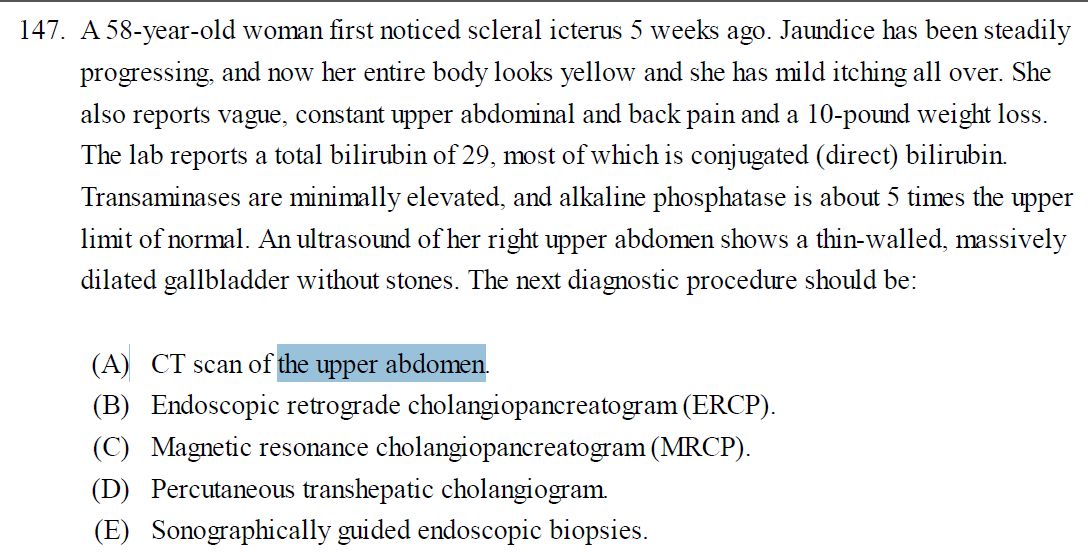 147. A 58-year-old woman first noticed scleral icterus 5 weeks ago. Jaundice has been steadily
progressing, and now her entire body looks yellow and she has mild itching all over. She
also reports vague, constant upper abdominal and back pain and a 10-pound weight loss.
The lab reports a total bilirubin of 29, most of which is conjugated (direct) bilirubin.
Transaminases are minimally elevated, and alkaline phosphatase is about 5 times the upper
limit of normal. An ultrasound of her right upper abdomen shows a thin-walled, massively
dilated gallbladder without stones. The next diagnostic procedure should be:
(A) CT scan of the upper abdomen.
(B) Endoscopic retrograde cholangiopancreatogram (ERCP).
(C) Magnetic resonance cholangiopancreatogram (MRCP).
(D) Percutaneous transhepatic cholangiogram.
(E) Sonographically guided endoscopic biopsies.